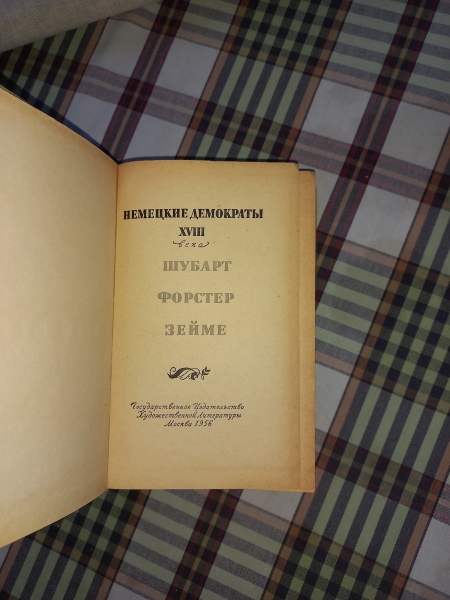 НЕМЕЦКИЕ ДЕМОКРАТЫ
XVIII
века
ШУБАРТ
ФОРСТЕР
ЗЕЙМЕ
Государственное Издательство
Художественной Литературы
Москва 1956